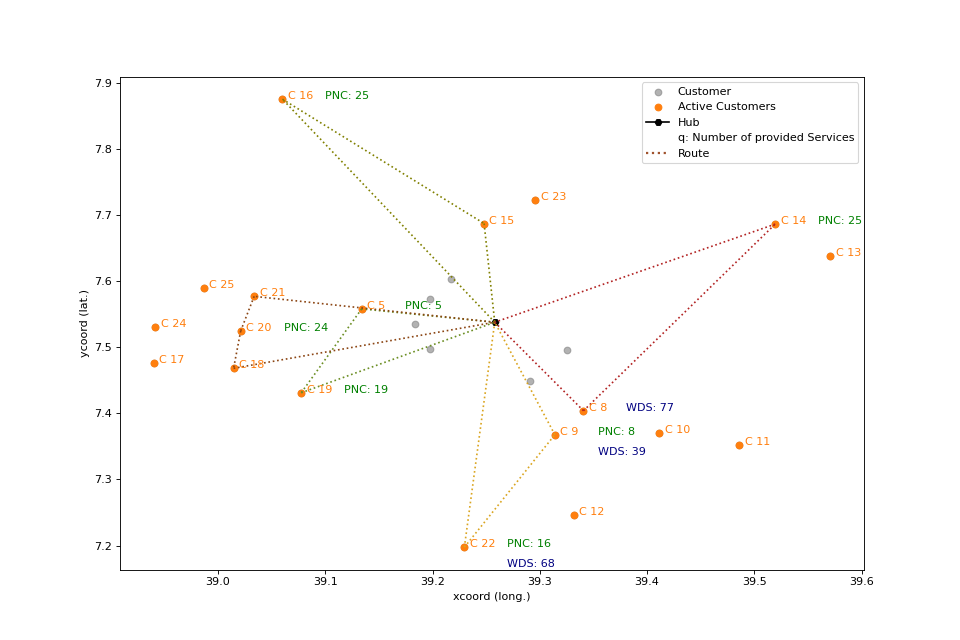 7.9
7.8
7.7
7.6
7.5
7.4
7.3
7.2
ycoord (lat.)
39.0
39.1
39.2
39.3
39.4
39.5
39.6
xcoord (long.)
Customer
Active Customers
Hub
q: Number of provided Services
Route
C 16 PNC: 25
C 23
C 15
C 14 PNC: 25
C 13
C 25
C 21
C 5 PNC: 5
C 24
C 20 PNC: 24
C 17
C 18
C 19 PNC: 19
C 8 WDS: 77
C 9 PNC: 8
WDS: 39
C 10
C 11
C 12
C 22 PNC: 16
WDS: 68